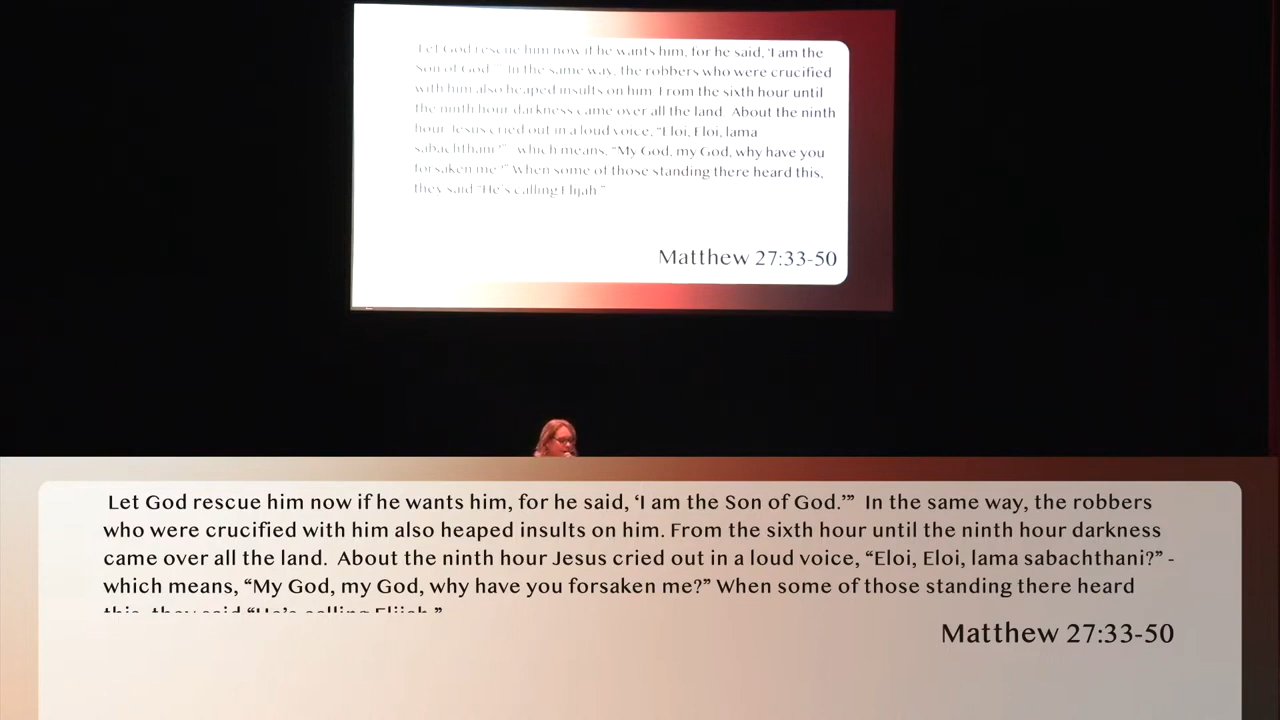 Let God rescue him now if he wants him, for he said, ‘I am the
Son of God.’” In the same way, the robbers who were crucified
with him also heaped insults on him. From the sixth hour until
the ninth hour darkness came over all the land. About the ninth
hour Jesus cried out in a loud voice, “Eloi, Eloi, lama
sabachthani?” - which means, “My God, my God, why have you
forsaken me?” When some of those standing there heard this,
they said “He’s calling Elijah.”
Matthew 27:33-50
Let God rescue him now if he wants him, for he said, ‘I am the Son of God.’” In the same way, the robbers
who were crucified with him also heaped insults on him. From the sixth hour until the ninth hour darkness
came over all the land. About the ninth hour Jesus cried out in a loud voice, “Eloi, Eloi, lama sabachthani?” -
which means, “My God, my God, why have you forsaken me?” When some of those standing there heard
this, they said “He’s calling Elijah.”
Matthew 27:33-50